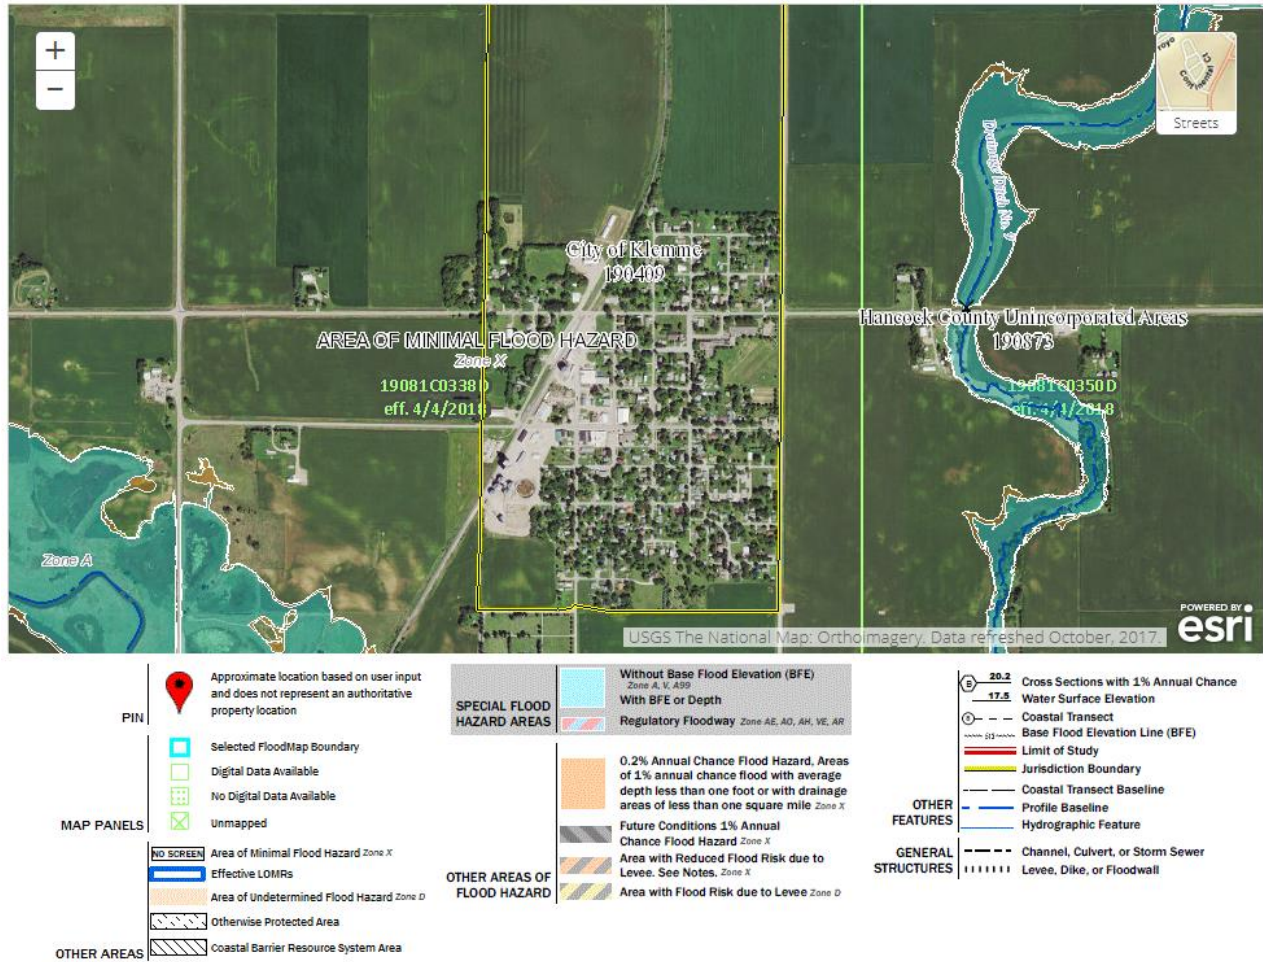 +
−
royo
Continental Ct
Streets
Drainage Ditch No. 9
City of Klemme
190409
Hancock County Unincorporated Areas
190873
AREA OF MINIMAL FLOOD HAZARD
Zone X
19081C0338D
eff. 4/4/2018
19081C0350D
eff. 4/4/2018
Zone A
USGS The National Map: Orthoimagery. Data refreshed October, 2017.
POWERED BY
esri
PIN
Approximate location based on user input
and does not represent an authoritative
property location
MAP PANELS
Selected FloodMap Boundary
Digital Data Available
No Digital Data Available
Unmapped
OTHER AREAS
NO SCREEN Area of Minimal Flood Hazard Zone X
Effective LOMRs
Area of Undetermined Flood Hazard Zone D
Otherwise Protected Area
Coastal Barrier Resource System Area
SPECIAL FLOOD
HAZARD AREAS
Without Base Flood Elevation (BFE)
Zone A, V, A99
With BFE or Depth
Regulatory Floodway Zone AE, AO, AH, VE, AR
OTHER AREAS OF
FLOOD HAZARD
0.2% Annual Chance Flood Hazard, Areas
of 1% annual chance flood with average
depth less than one foot or with drainage
areas of less than one square mile Zone X
Future Conditions 1% Annual
Chance Flood Hazard Zone X
Area with Reduced Flood Risk due to
Levee. See Notes. Zone X
Area with Flood Risk due to Levee Zone D
OTHER
FEATURES
B 20.2 Cross Sections with 1% Annual Chance
17.5 Water Surface Elevation
8 Coastal Transect
513 Base Flood Elevation Line (BFE)
Limit of Study
Jurisdiction Boundary
Coastal Transect Baseline
Profile Baseline
Hydrographic Feature
GENERAL
STRUCTURES
Channel, Culvert, or Storm Sewer
Levee, Dike, or Floodwall